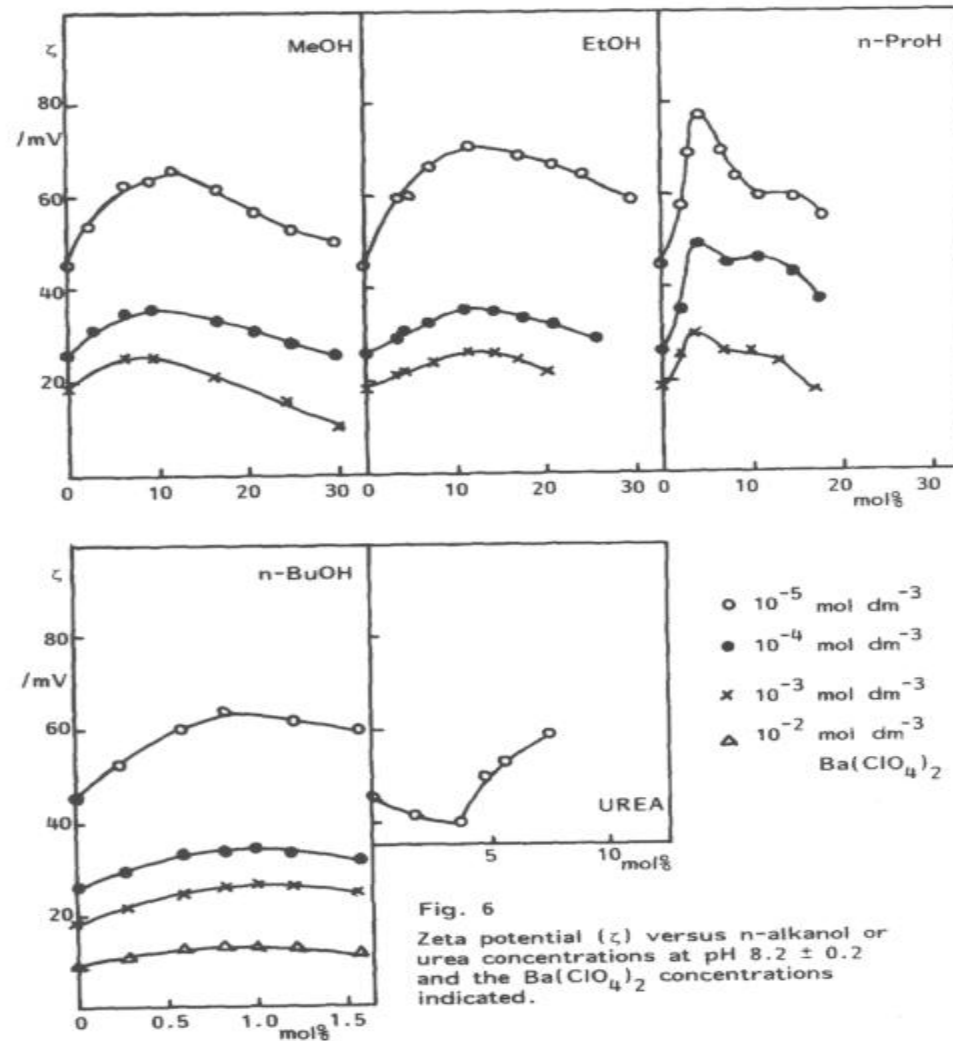 ζ
MeOH
EtOH
n-ProH
80
/mV
60
40
20
0 10 20 30
0 10 20 30
0 10 20 30
mol%
ζ
n-BuOH
80
/mV
60
40
20
0 0.5 1.0 1.5
mol%
UREA
5 10
mol%
○ 10⁻⁵ mol dm⁻³
● 10⁻⁴ mol dm⁻³
× 10⁻³ mol dm⁻³
△ 10⁻² mol dm⁻³
Ba(ClO₄)₂
Fig. 6
Zeta potential (ζ) versus n-alkanol or
urea concentrations at pH 8.2 ± 0.2
and the Ba(ClO₄)₂ concentrations
indicated.